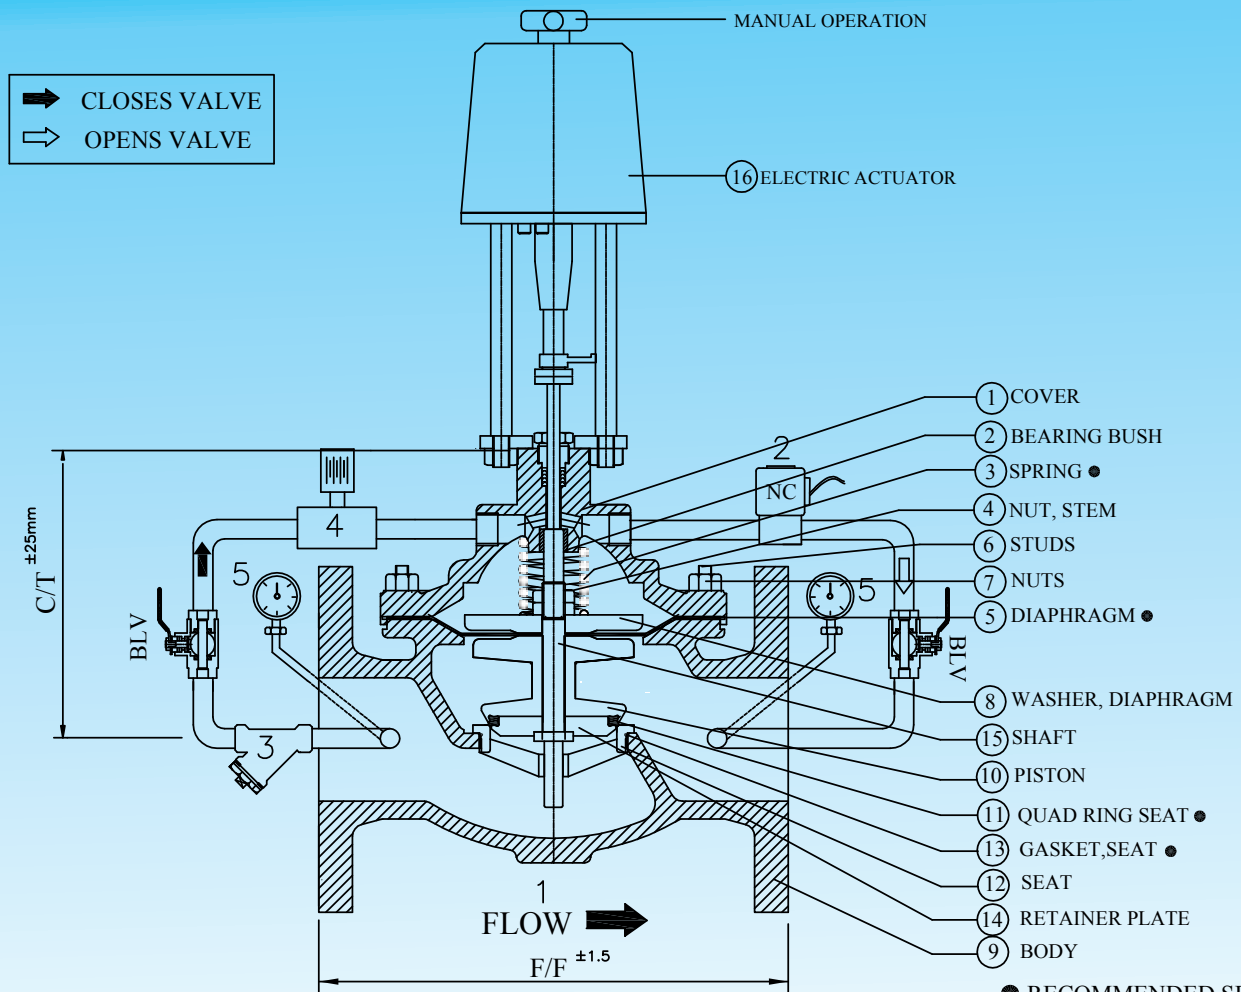 MANUAL OPERATION
CLOSES VALVE
OPENS VALVE
16 ELECTRIC ACTUATOR
1 COVER
2 BEARING BUSH
3 SPRING ●
4 NUT, STEM
6 STUDS
7 NUTS
5 DIAPHRAGM ●
8 WASHER, DIAPHRAGM
15 SHAFT
10 PISTON
11 QUAD RING SEAT ●
13 GASKET,SEAT ●
12 SEAT
14 RETAINER PLATE
9 BODY
2
NC
4
5
5
C/T ±25mm
BLV
BLV
3
1
FLOW
F/F ±1.5
● RECOMMENDED